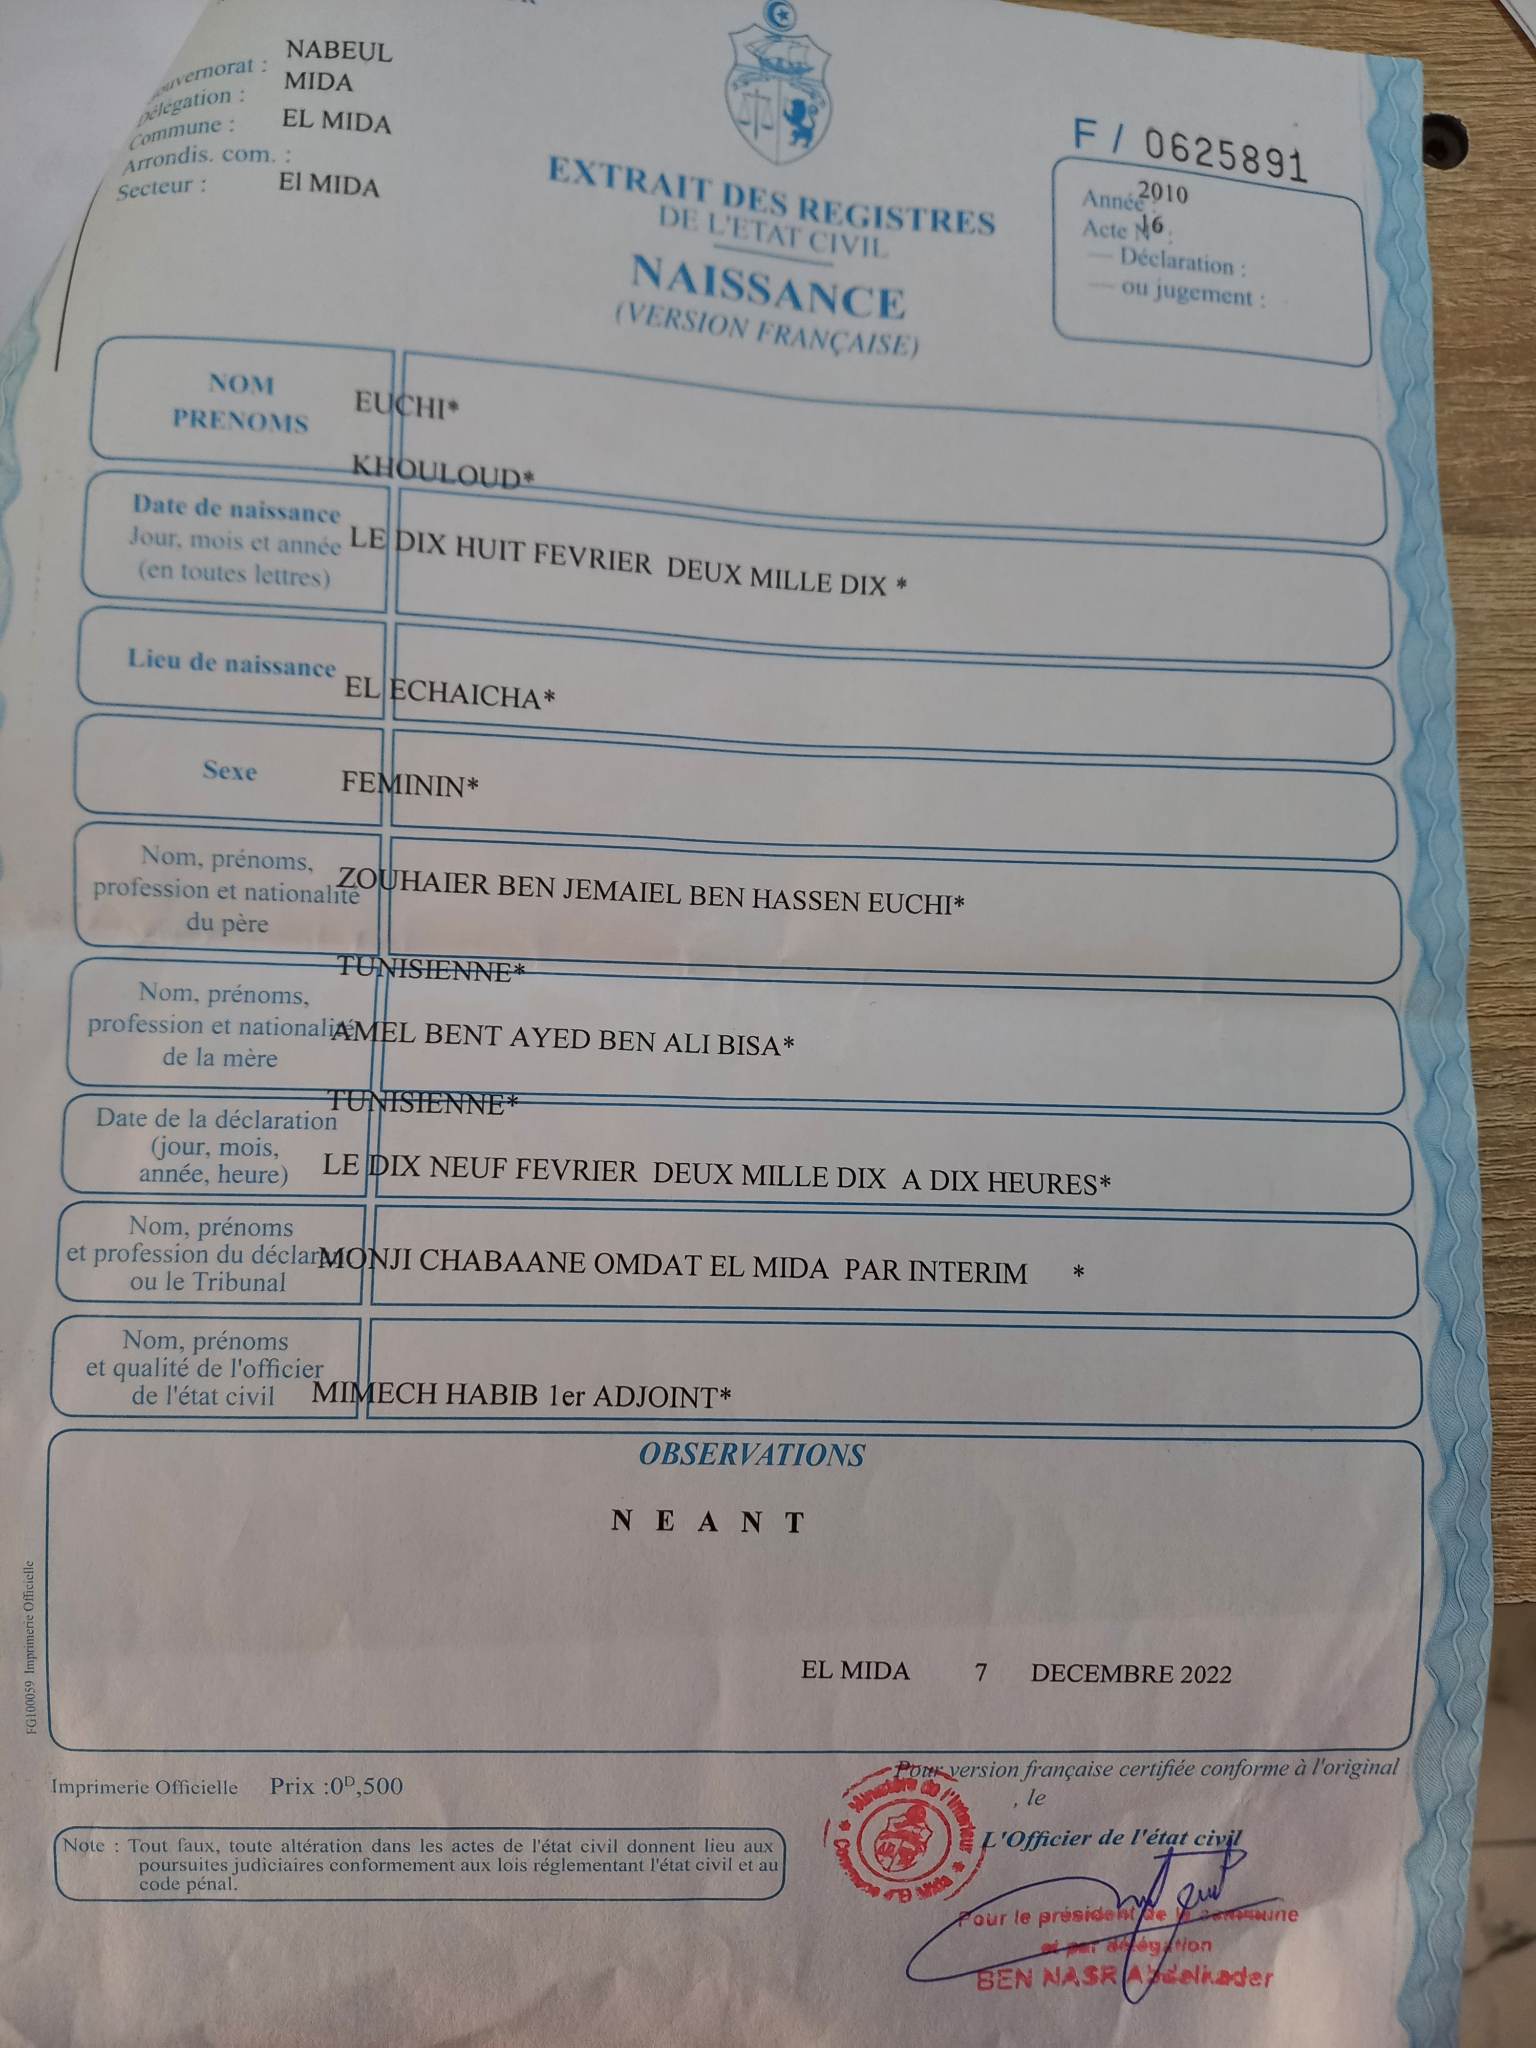 Gouvernorat : NABEUL
Délégation : MIDA
Commune : EL MIDA
Arrondis. com. :
Secteur : El MIDA
F / 0625891
Année : 2010
Acte N : 16
— Déclaration :
— ou jugement :
EXTRAIT DES REGISTRES
DE L'ETAT CIVIL
NAISSANCE
(VERSION FRANÇAISE)
NOM
PRENOMS
EUCHI*
KHOULOUD*
Date de naissance
Jour, mois et année
(en toutes lettres)
LE DIX HUIT FEVRIER DEUX MILLE DIX *
Lieu de naissance
EL ECHAICHA*
Sexe
FEMININ*
Nom, prénoms,
profession et nationalité
du père
ZOUHAIER BEN JEMAIEL BEN HASSEN EUCHI*
TUNISIENNE*
Nom, prénoms,
profession et nationalité
de la mère
AMEL BENT AYED BEN ALI BISA*
TUNISIENNE*
Date de la déclaration
(jour, mois,
année, heure)
LE DIX NEUF FEVRIER DEUX MILLE DIX A DIX HEURES*
Nom, prénoms
et profession du déclar
ou le Tribunal
MONJI CHABAANE OMDAT EL MIDA PAR INTERIM *
Nom, prénoms
et qualité de l'officier
de l'état civil
MIMECH HABIB 1er ADJOINT*
OBSERVATIONS
N E A N T
EL MIDA 7 DECEMBRE 2022
FG100059 Imprimerie Officielle
Imprimerie Officielle Prix :0D,500
Pour version française certifiée conforme à l'original
, le
L'Officier de l'état civil
Note : Tout faux, toute altération dans les actes de l'état civil donnent lieu aux
poursuites judiciaires conformement aux lois réglementant l'état civil et au
code pénal.
Ministère de l'Interieur
Pour le président de la commune
et par délégation
BEN NASR Abdelkader